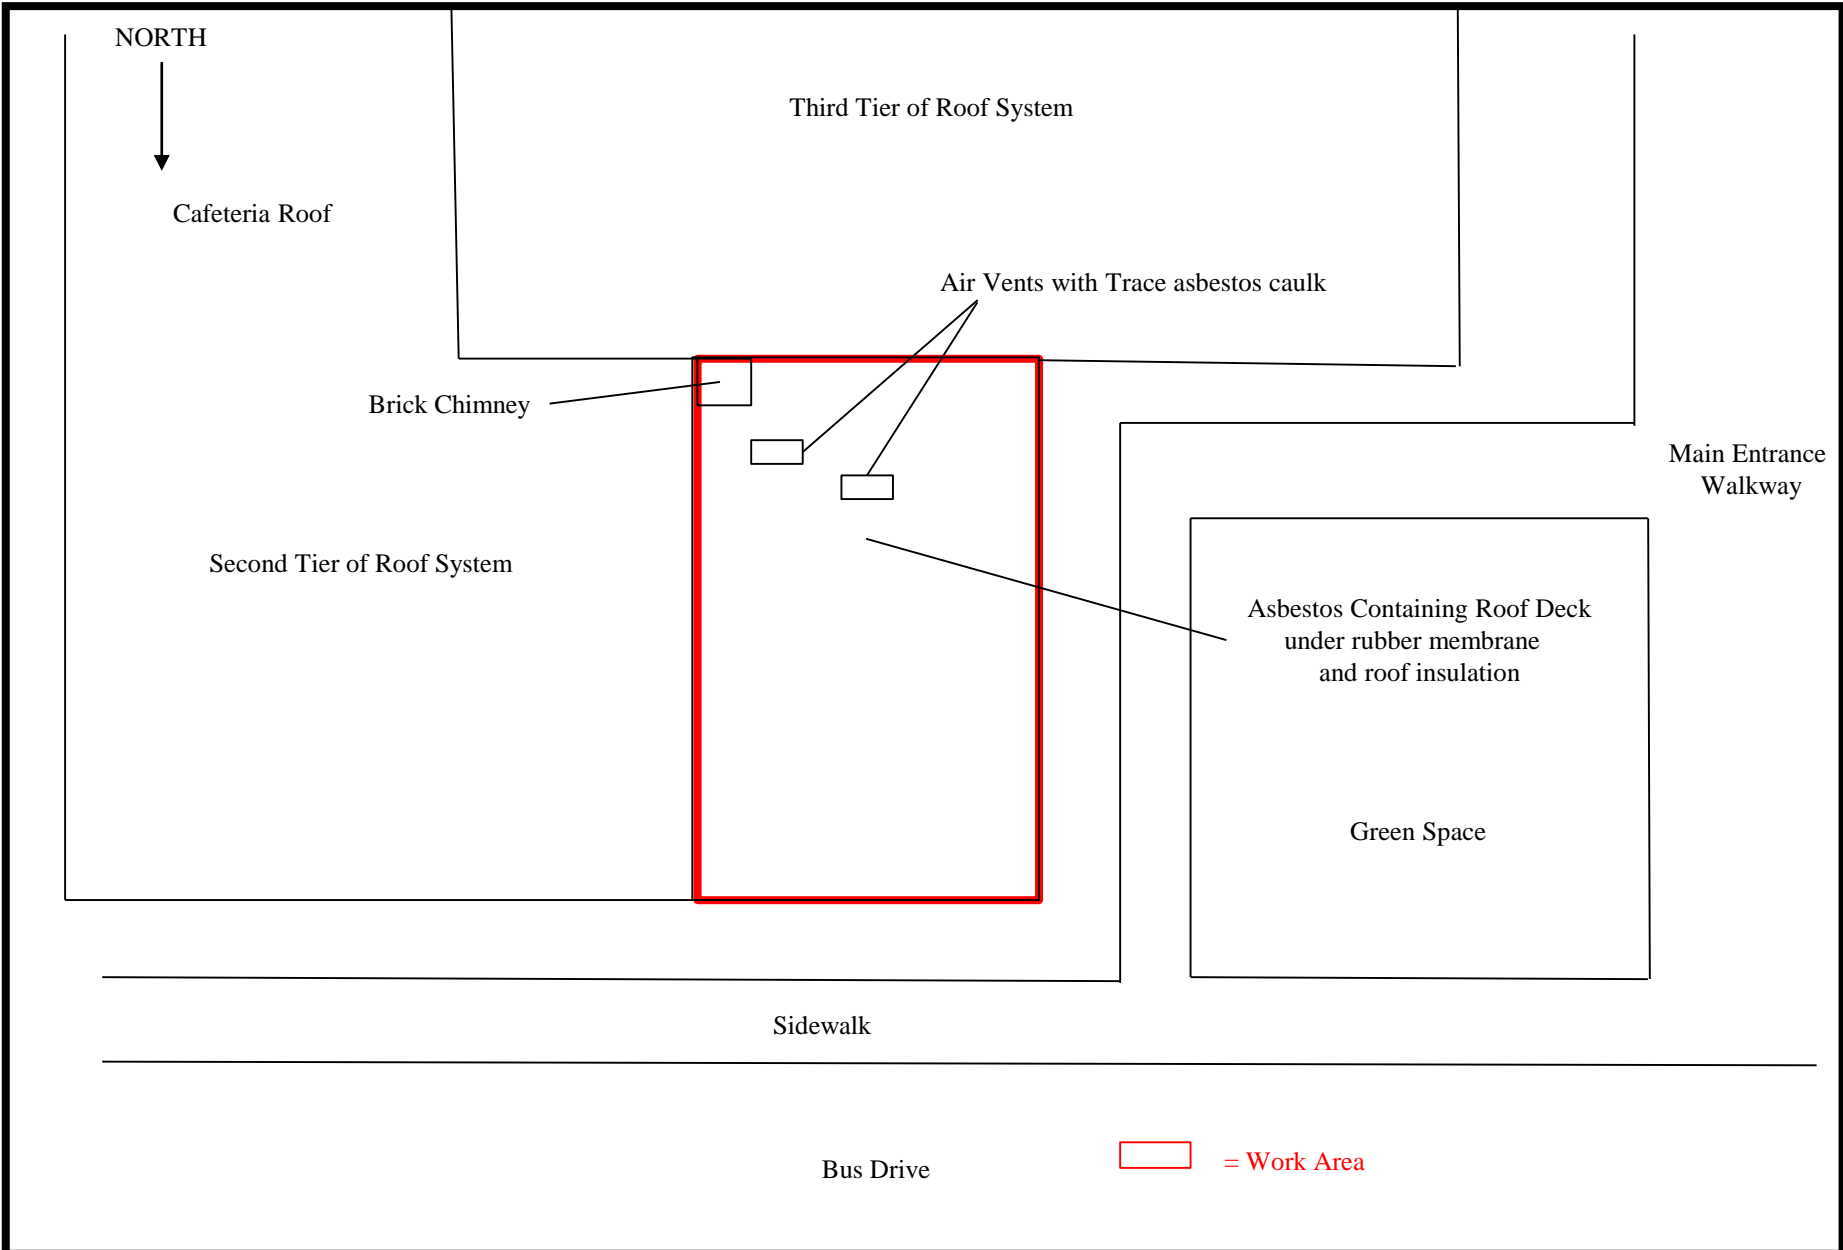 NORTH
Third Tier of Roof System
Cafeteria Roof
Air Vents with Trace asbestos caulk
Brick Chimney
Main Entrance
Walkway
Second Tier of Roof System
Asbestos Containing Roof Deck
under rubber membrane
and roof insulation
Green Space
Sidewalk
Bus Drive
= Work Area